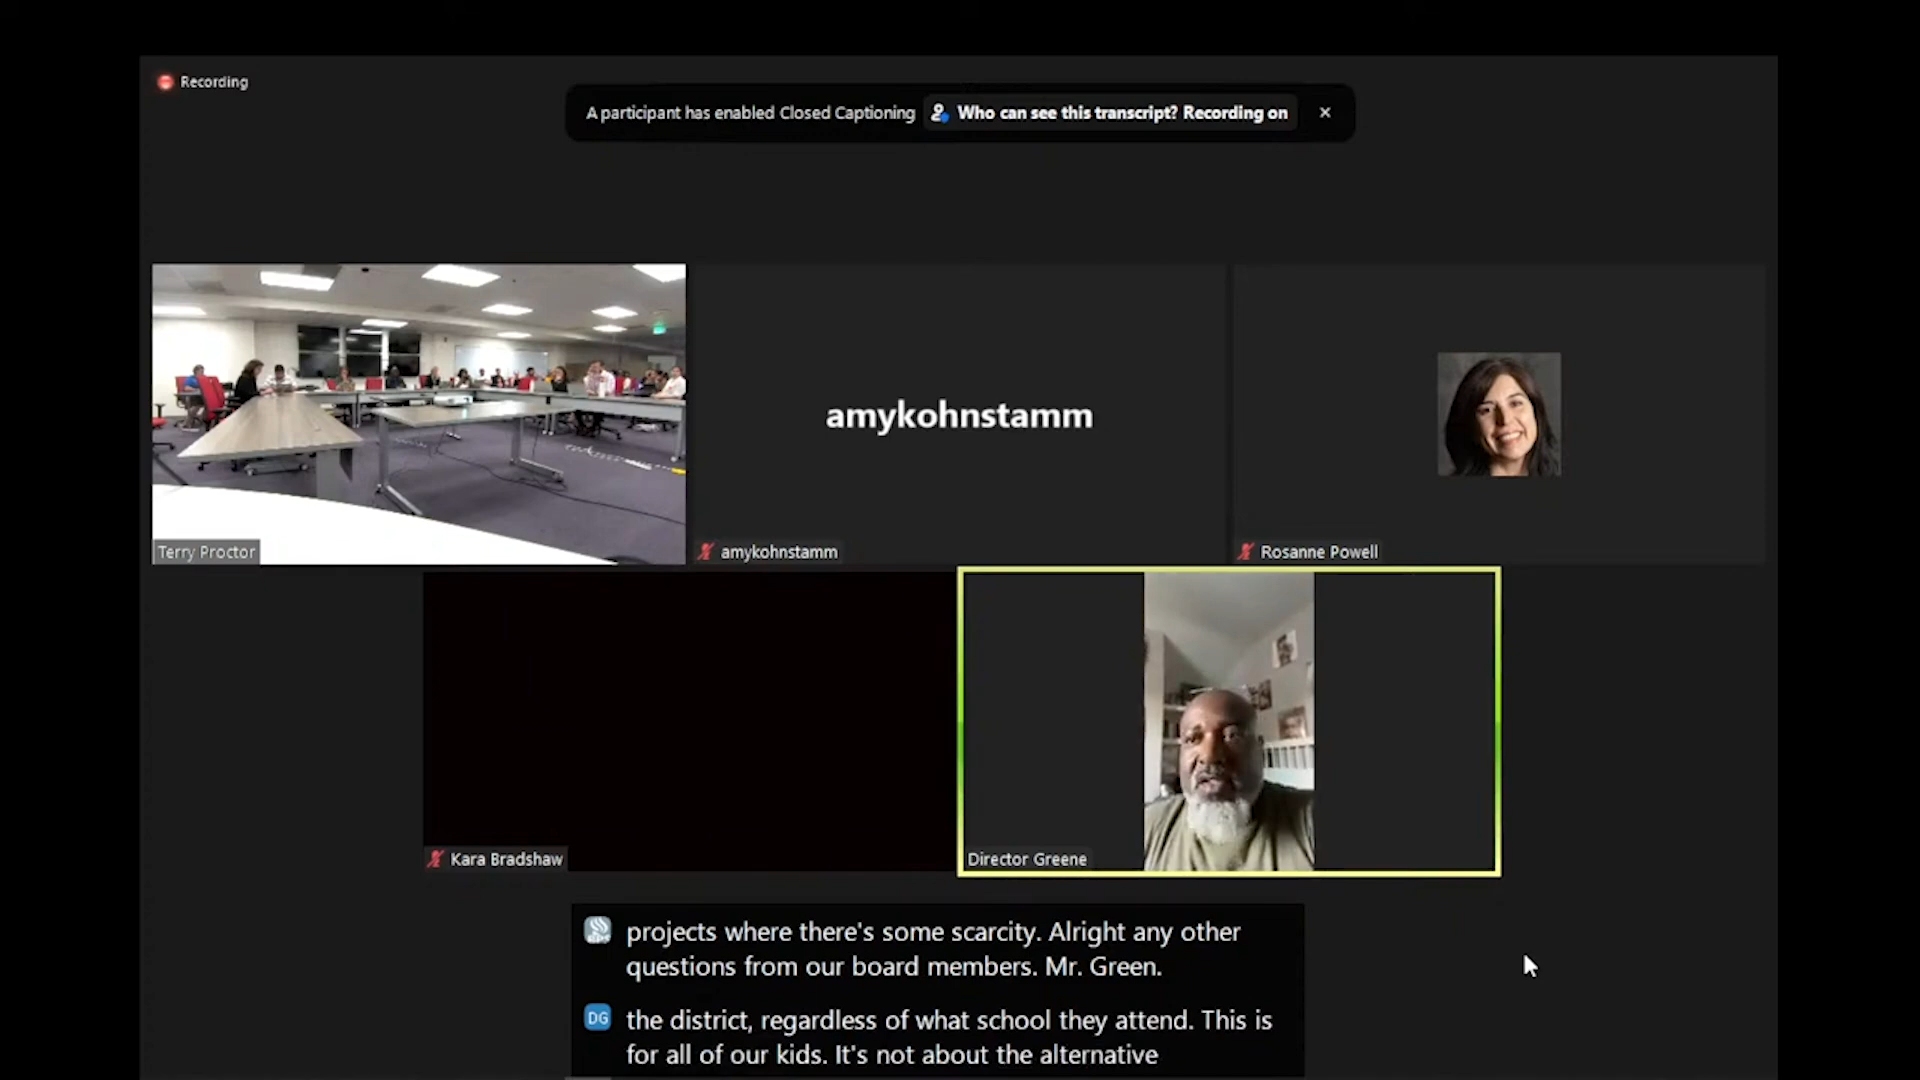 Recording
A participant has enabled Closed Captioning Who can see this transcript? Recording on
amykohnstamm
Terry Proctor
amykohnstamm
Rosanne Powell
Kara Bradshaw
Director Greene
projects where there's some scarcity. Alright any other
questions from our board members. Mr. Green.
DG
the district, regardless of what school they attend. This is
for all of our kids. It's not about the alternative